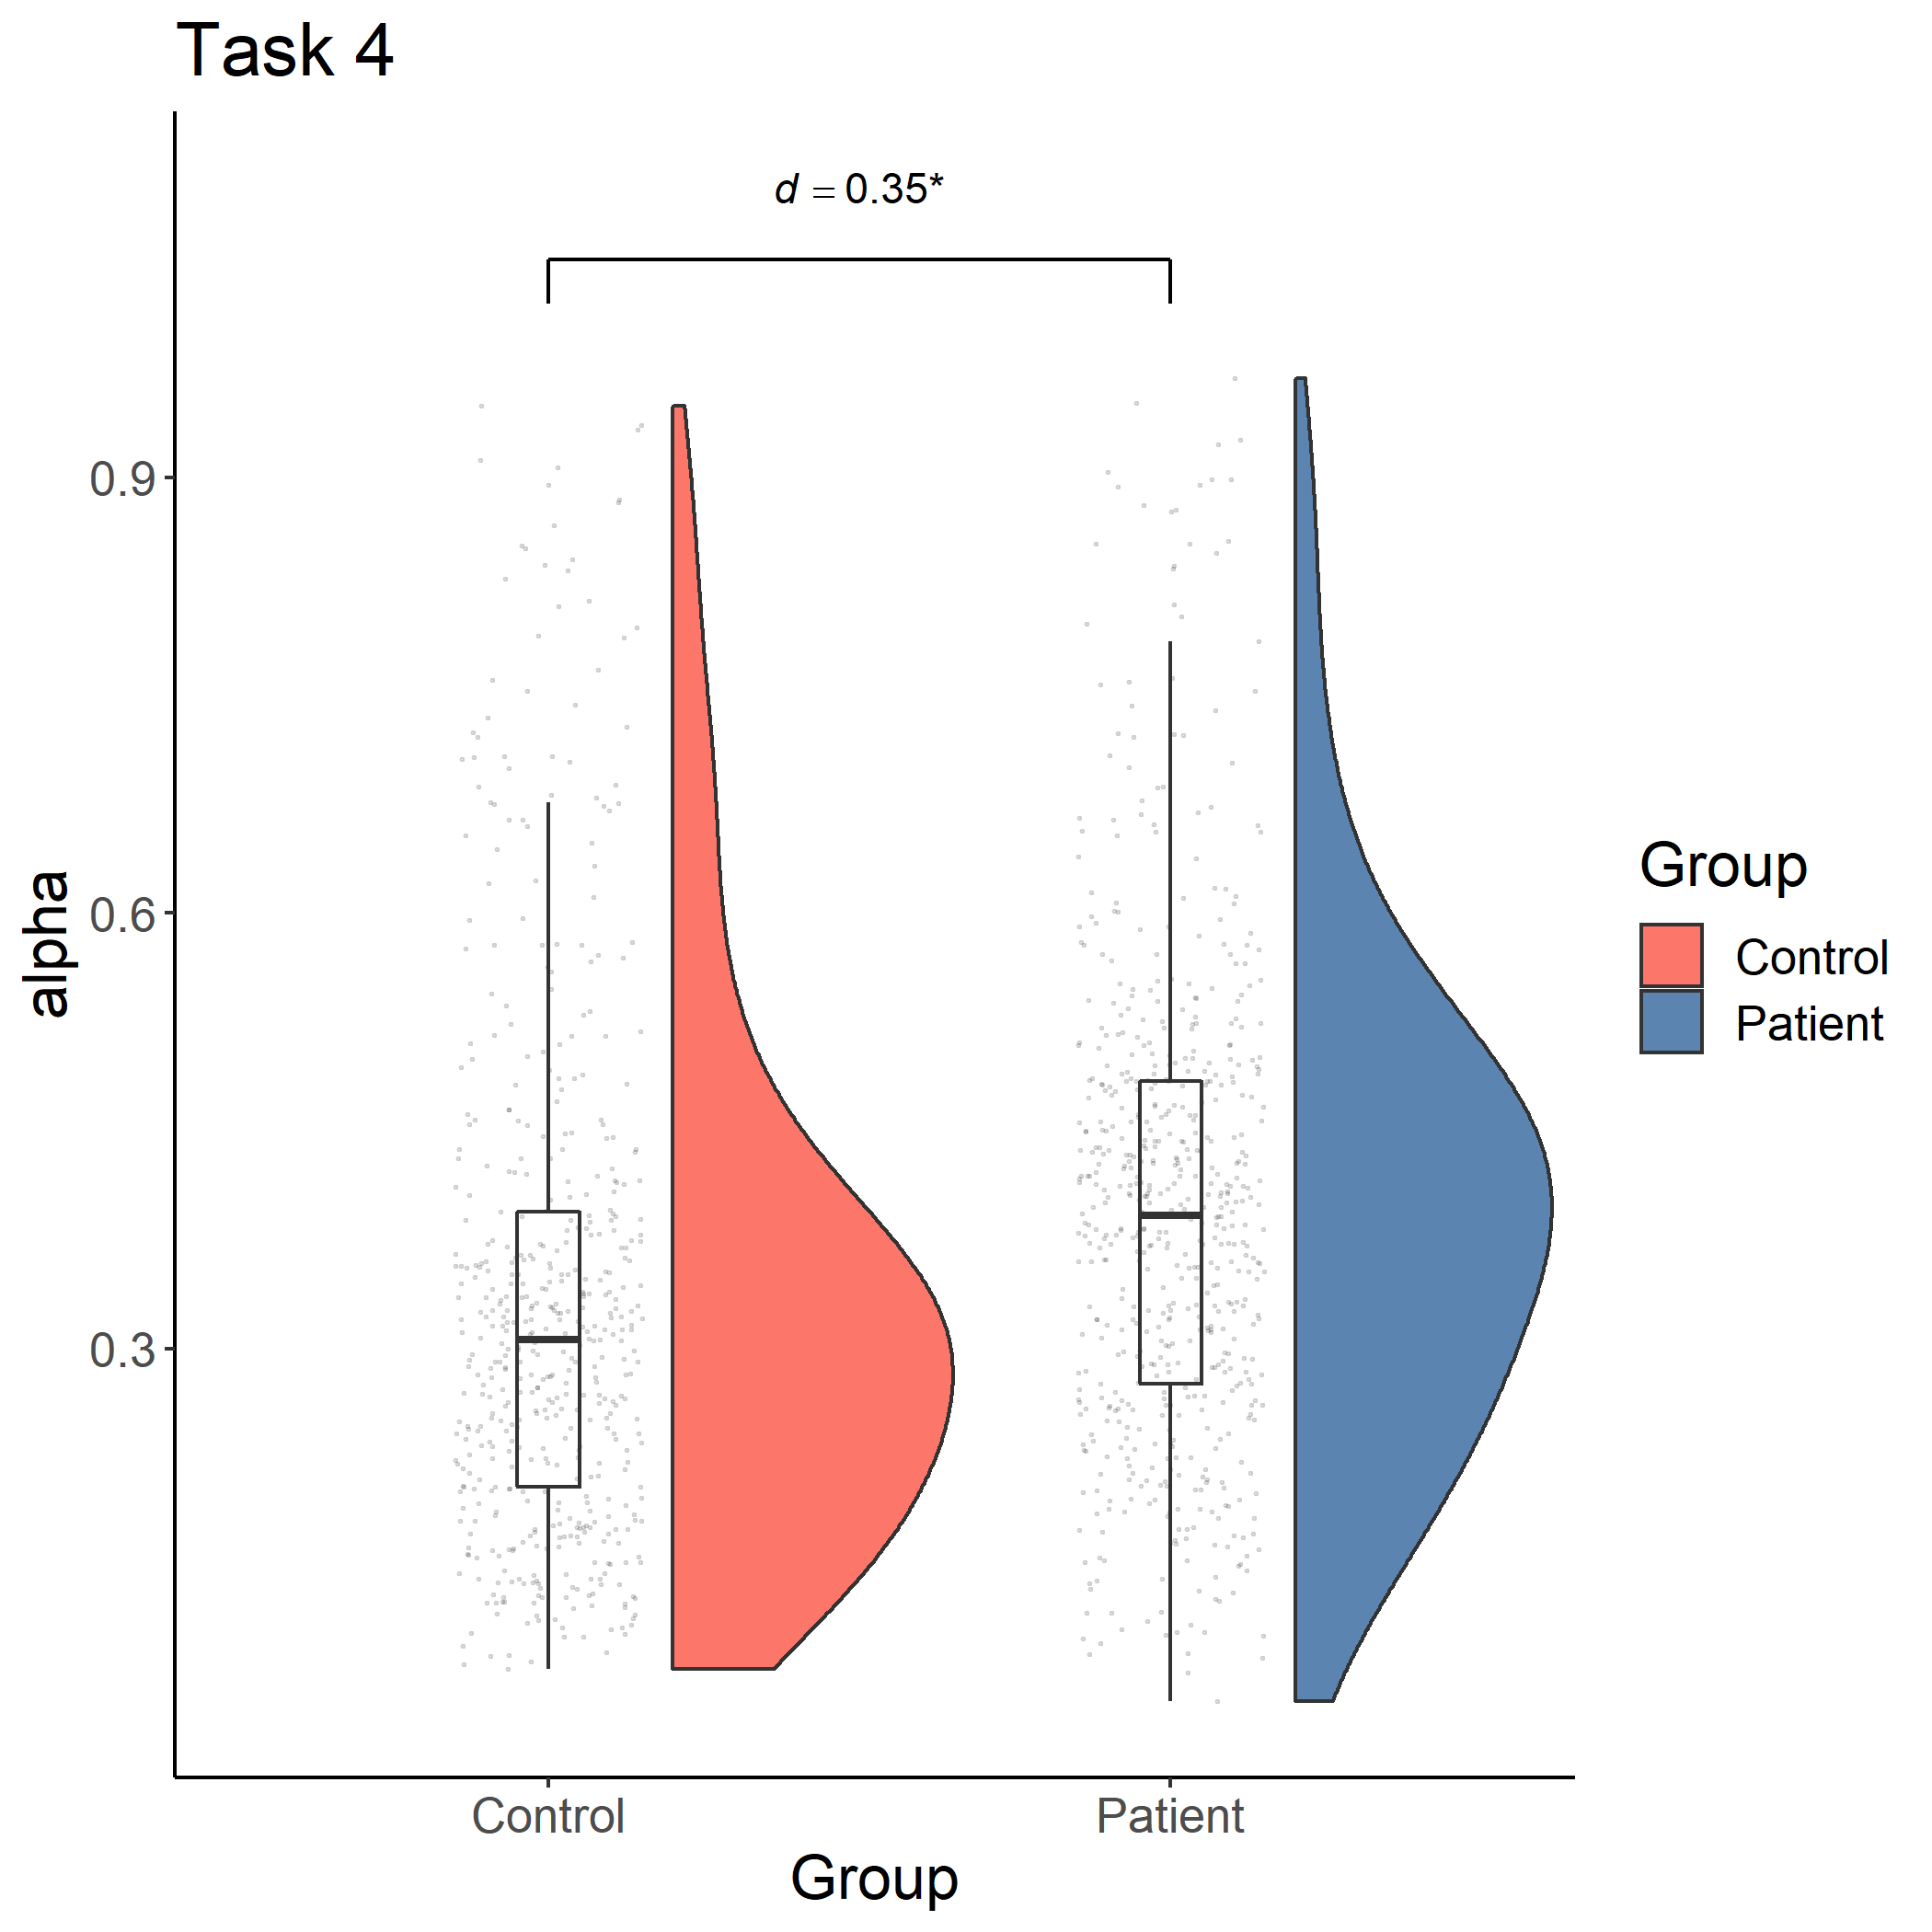 Task 4
d = 0.35*
0.9
0.6
0.3
alpha
Control
Patient
Group
Group
Control
Patient